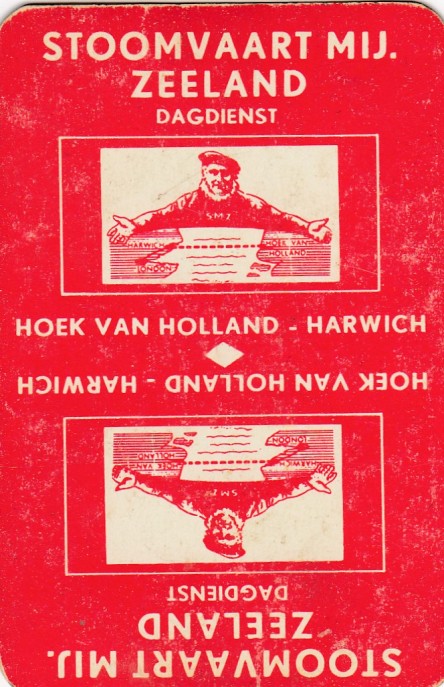 STOOMVAART MIJ.
ZEELAND
DAGDIENST
SMZ
HARWICH HOEK VAN
HOLLAND
LONDON
HOEK VAN HOLLAND - HARWICH
HOEK VAN HOLLAND - HARWICH
LONDON
HOLLAND
HARWICH HOEK VAN
SMZ
DAGDIENST
ZEELAND
STOOMVAART MIJ.